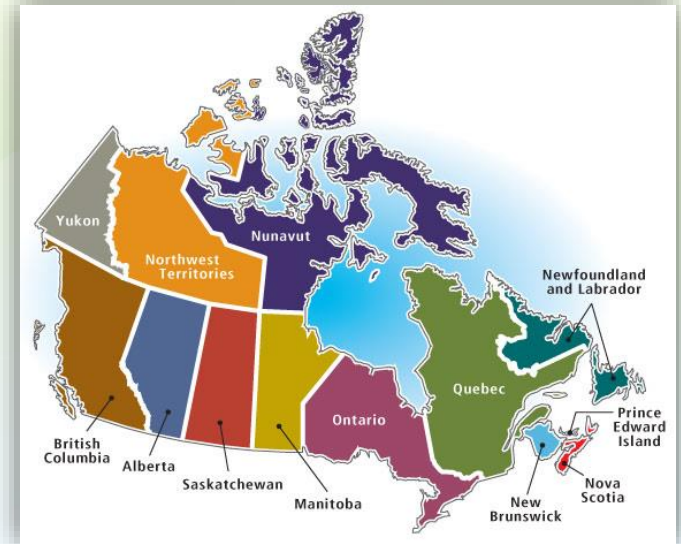 Yukon
Northwest
Territories
Nunavut
Newfoundland
and Labrador
Quebec
Ontario
Prince
Edward
Island
British
Columbia
Alberta
Saskatchewan
Manitoba
New
Brunswick
Nova
Scotia